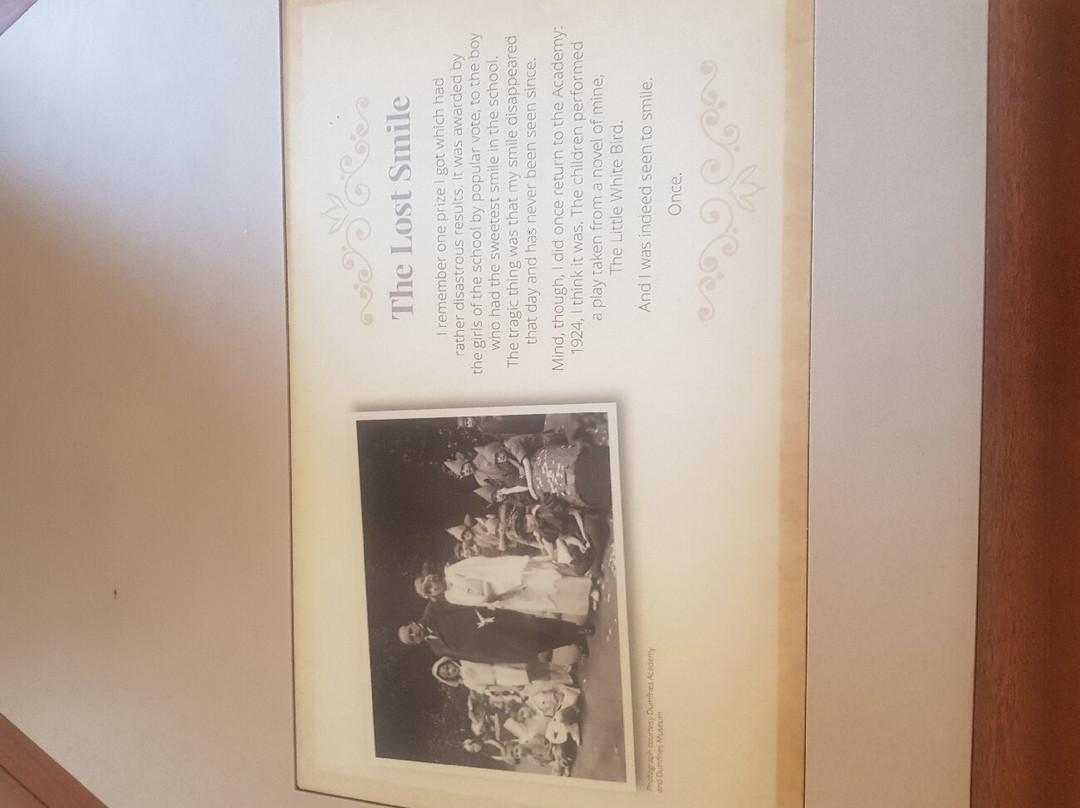 The Lost Smile
I remember one prize I got which had
rather disastrous results. It was awarded by
the girls of the school by popular vote, to the boy
who had the sweetest smile in the school.
The tragic thing was that my smile disappeared
that day and has never been seen since.
Mind, though, I did once return to the Academy:
1924, I think it was. The children performed
a play taken from a novel of mine,
The Little White Bird.
And I was indeed seen to smile.
Once.
Photograph courtesy Dumfries Academy
and Dumfries Museum